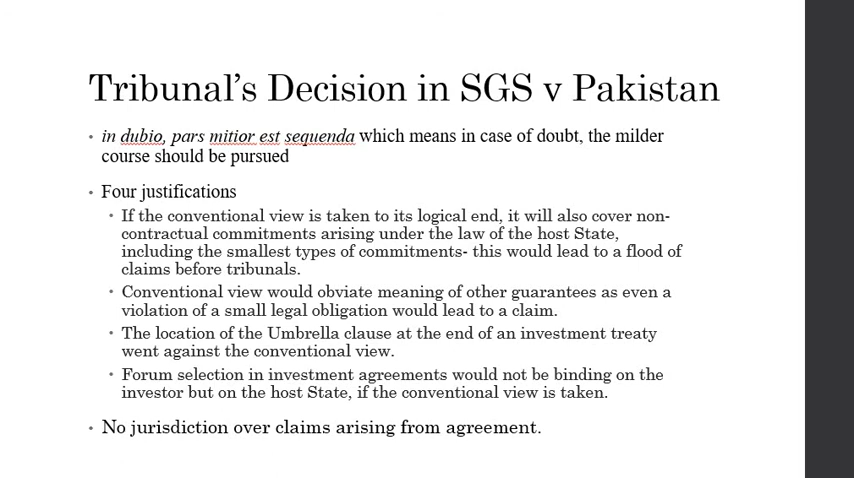 Tribunal's Decision in SGS v Pakistan
• in dubio, pars mitior est sequenda which means in case of doubt, the milder
course should be pursued
• Four justifications
• If the conventional view is taken to its logical end, it will also cover non-
contractual commitments arising under the law of the host State,
including the smallest types of commitments- this would lead to a flood of
claims before tribunals.
• Conventional view would obviate meaning of other guarantees as even a
violation of a small legal obligation would lead to a claim.
• The location of the Umbrella clause at the end of an investment treaty
went against the conventional view.
• Forum selection in investment agreements would not be binding on the
investor but on the host State, if the conventional view is taken.
• No jurisdiction over claims arising from agreement.